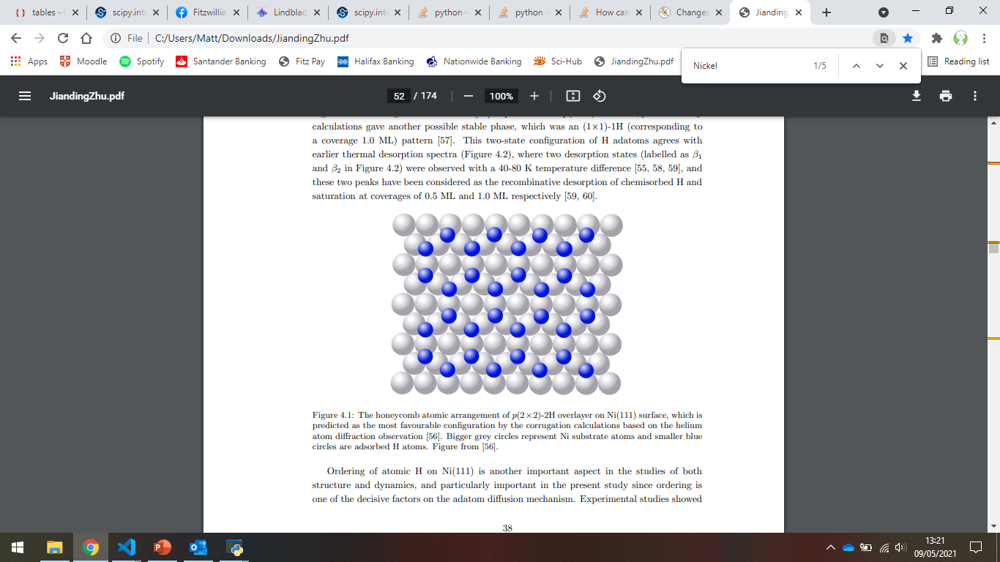 tables - G
scipy.inte
Fitzwillia
Lindblad
scipy.inte
python -
python -
How can
Changes
Jianding
File
C:/Users/Matt/Downloads/JiandingZhu.pdf
Apps
Moodle
Spotify
Santander Banking
Fitz Pay
Halifax Banking
Nationwide Banking
Sci-Hub
JiandingZhu.pdf
Reading list
Nickel
1/5
JiandingZhu.pdf
52 / 174
100%
calculations gave another possible stable phase, which was an (1×1)-1H (corresponding to
a coverage 1.0 ML) pattern [57]. This two-state configuration of H adatoms agrees with
earlier thermal desorption spectra (Figure 4.2), where two desorption states (labelled as β₁
and β₂ in Figure 4.2) were observed with a 40-80 K temperature difference [55, 58, 59], and
these two peaks have been considered as the recombinative desorption of chemisorbed H and
saturation at coverages of 0.5 ML and 1.0 ML respectively [59, 60].
Figure 4.1: The honeycomb atomic arrangement of p(2×2)-2H overlayer on Ni(111) surface, which is
predicted as the most favourable configuration by the corrugation calculations based on the helium
atom diffraction observation [56]. Bigger grey circles represent Ni substrate atoms and smaller blue
circles are adsorbed H atoms. Figure from [56].
Ordering of atomic H on Ni(111) is another important aspect in the studies of both
structure and dynamics, and particularly important in the present study since ordering is
one of the decisive factors on the adatom diffusion mechanism. Experimental studies showed
38
13:21
09/05/2021